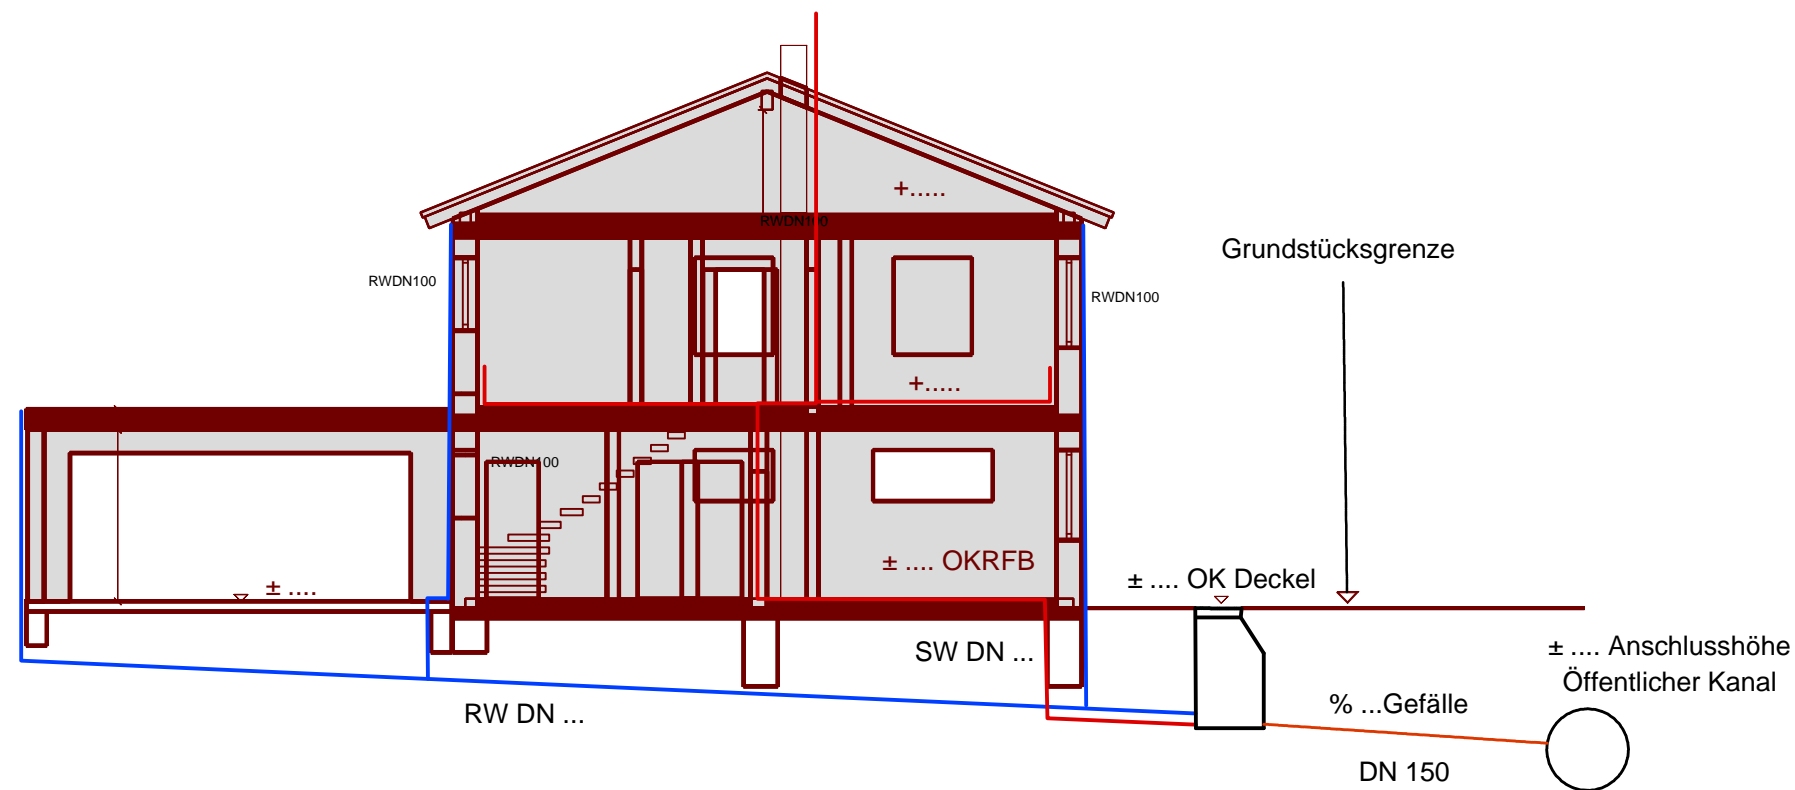 +.....
RWDN100
Grundstücksgrenze
RWDN100
RWDN100
+.....
RWDN100
± .... OKRFB
± .... OK Deckel
± ....
SW DN ...
± .... Anschlusshöhe
Öffentlicher Kanal
RW DN ...
% ...Gefälle
DN 150